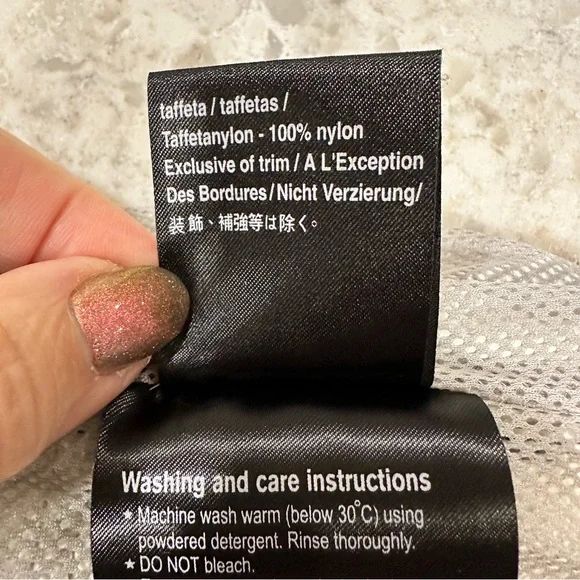 taffeta / taffetas /
Taffetanylon - 100% nylon
Exclusive of trim / A L'Exception
Des Bordures / Nicht Verzierung/
装飾、補強等は除く。
Washing and care instructions
★ Machine wash warm (below 30°C) using
powdered detergent. Rinse thoroughly.
★ DO NOT bleach.